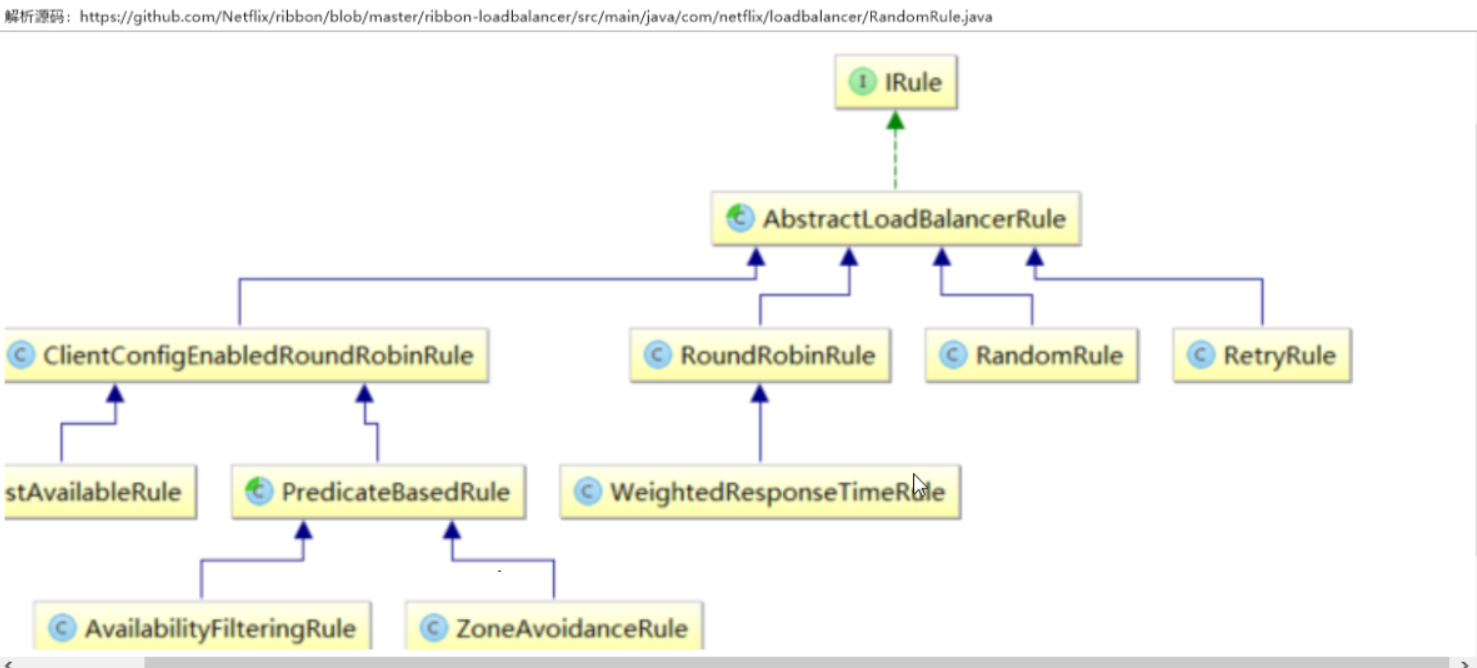 解析源码：https://github.com/Netflix/ribbon/blob/master/ribbon-loadbalancer/src/main/java/com/netflix/loadbalancer/RandomRule.java
I IRule
C AbstractLoadBalancerRule
C ClientConfigEnabledRoundRobinRule C RoundRobinRule C RandomRule C RetryRule
stAvailableRule C PredicateBasedRule C WeightedResponseTimeRule
C AvailabilityFilteringRule C ZoneAvoidanceRule